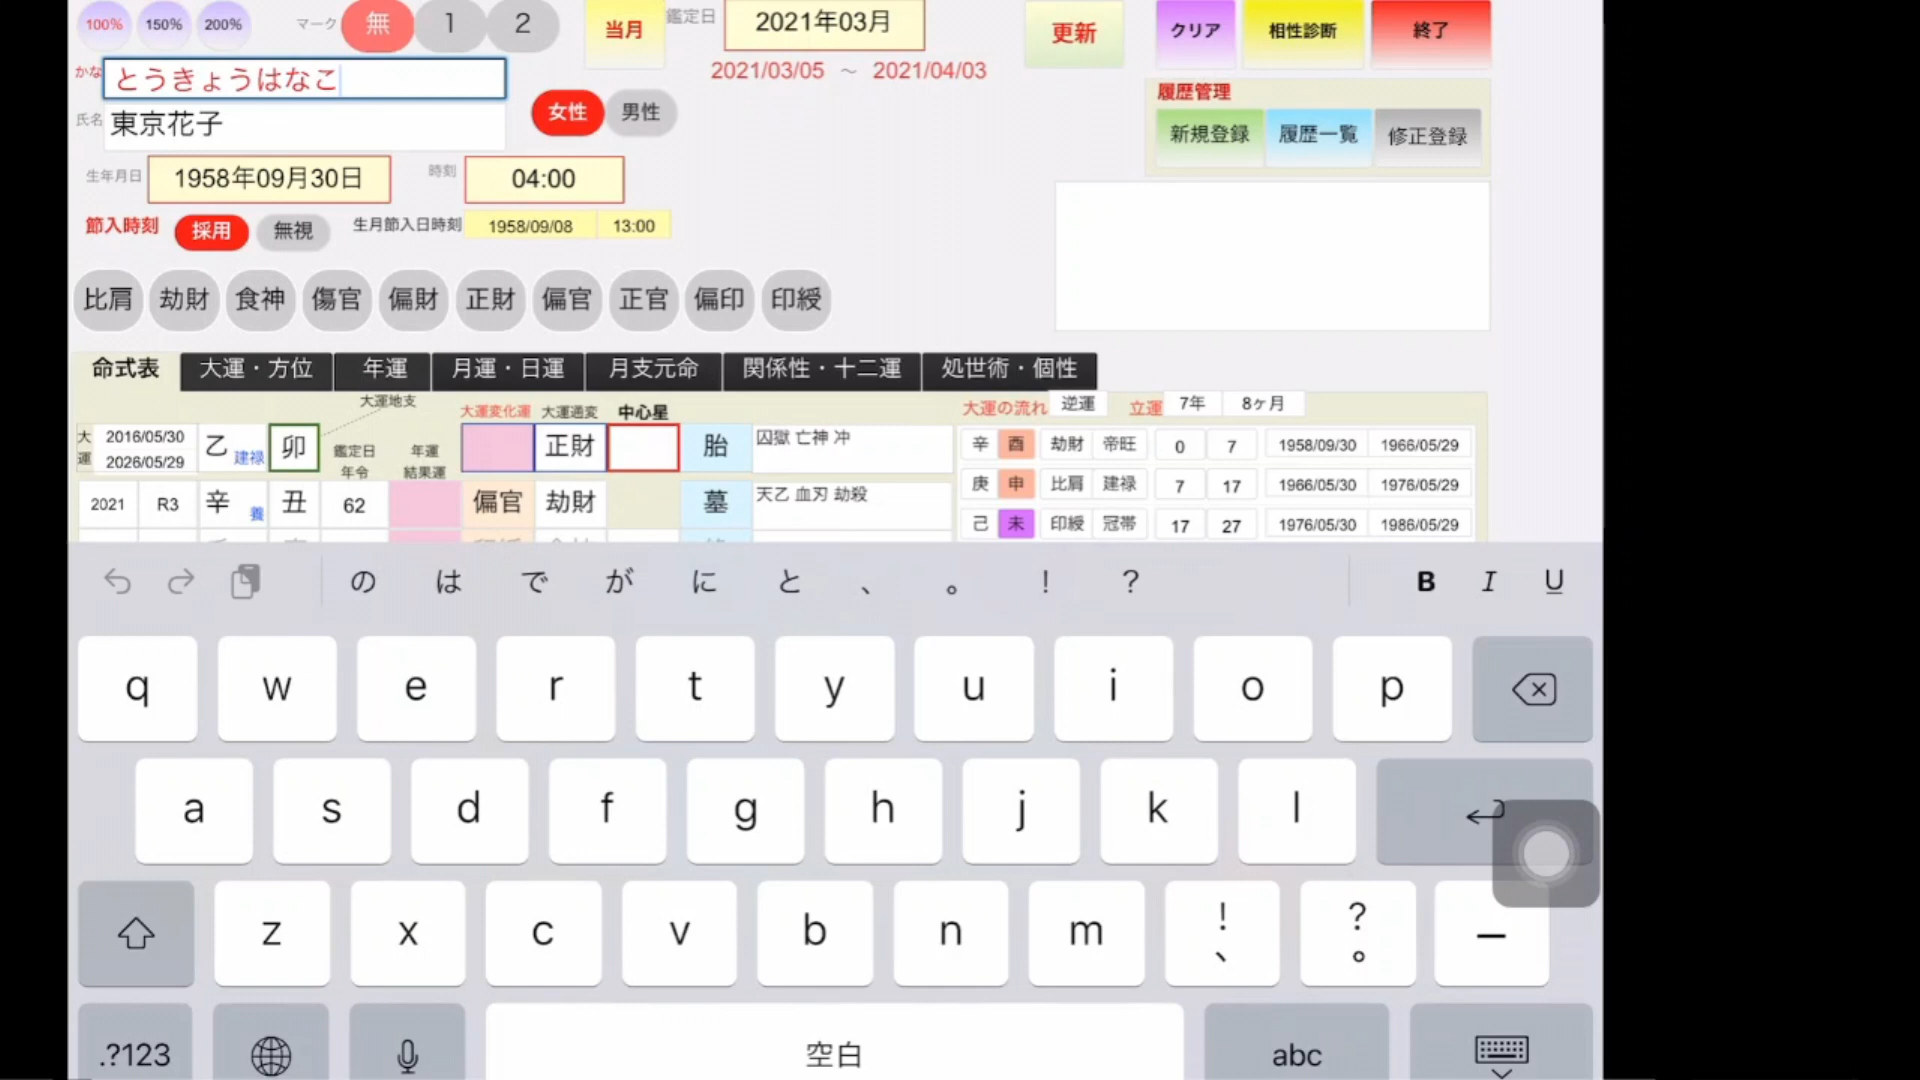 100% 150% 200% マーク 無 1 2 当月 鑑定日 2021年03月 更新 クリア 相性診断 終了
かな とうきょうはなこ 2021/03/05 ～ 2021/04/03
氏名 東京花子 女性 男性
履歴管理
新規登録 履歴一覧 修正登録
生年月日 1958年09月30日 時刻 04:00
節入時刻 採用 無視 生月節入日時刻 1958/09/08 13:00
比肩 劫財 食神 傷官 偏財 正財 偏官 正官 偏印 印綬
命式表 大運・方位 年運 月運・日運 月支元命 関係性・十二運 処世術・個性
大運地支 大運変化運 大運通変 中心星 大運の流れ 逆運 立運 7年 8ヶ月
大運 2016/05/30 2026/05/29 乙 建禄 卯 鑑定日年令 年運結果運 正財 胎 囚獄 亡神 冲
辛 酉 劫財 帝旺 0 7 1958/09/30 1966/05/29
庚 申 比肩 建禄 7 17 1966/05/30 1976/05/29
2021 R3 辛 養 丑 62 偏官 劫財 墓 天乙 血刃 劫殺
己 未 印綬 冠帯 17 27 1976/05/30 1986/05/29
の は で が に と 、 。 ! ? B I U
q w e r t y u i o p
a s d f g h j k l
z x c v b n m ! 、 ? 。 ー
.?123 空白 abc